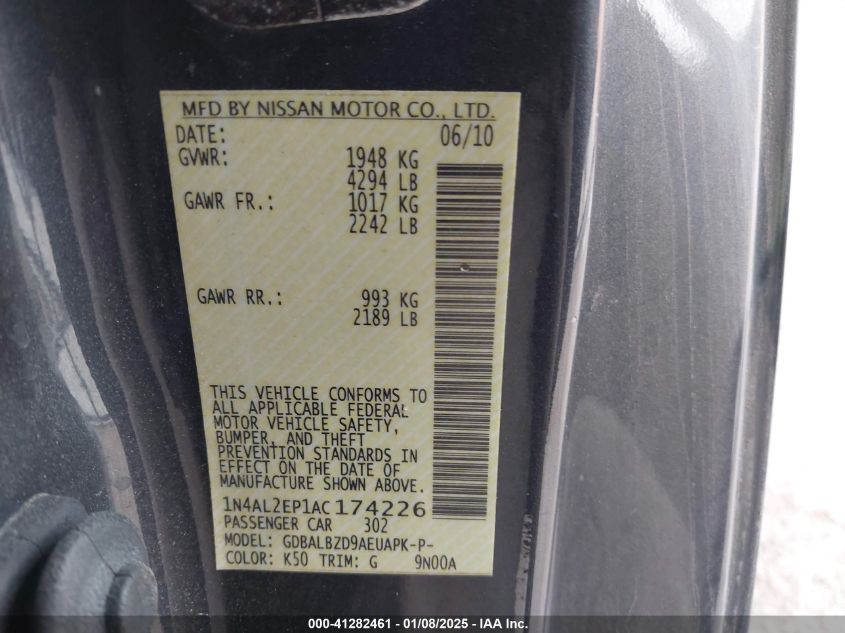 MFD BY NISSAN MOTOR CO., LTD.
DATE: 06/10
GVWR: 1948 KG
4294 LB
GAWR FR.: 1017 KG
2242 LB
GAWR RR.: 993 KG
2189 LB
THIS VEHICLE CONFORMS TO
ALL APPLICABLE FEDERAL
MOTOR VEHICLE SAFETY,
BUMPER, AND THEFT
PREVENTION STANDARDS IN
EFFECT ON THE DATE OF
MANUFACTURE SHOWN ABOVE.
1N4AL2EP1AC174226
PASSENGER CAR 302
MODEL: GDBALBZD9AEUAPK-P-
COLOR: K50 TRIM: G 9N00A
000-41282461 - 01/08/2025 - IAA Inc.